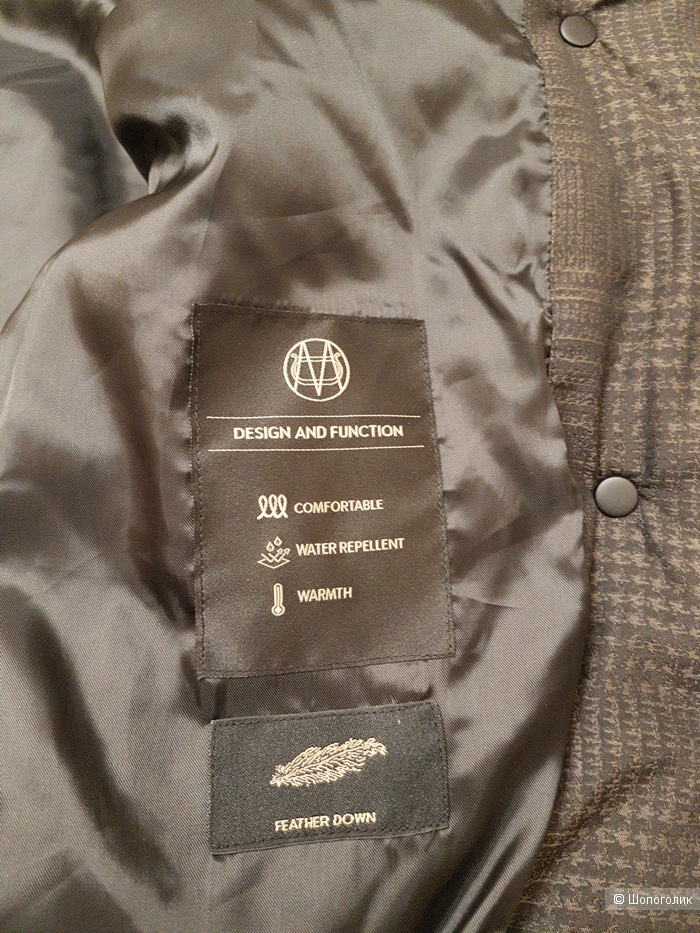 DESIGN AND FUNCTION
COMFORTABLE
WATER REPELLENT
WARMTH
FEATHER DOWN
© Шопоголик